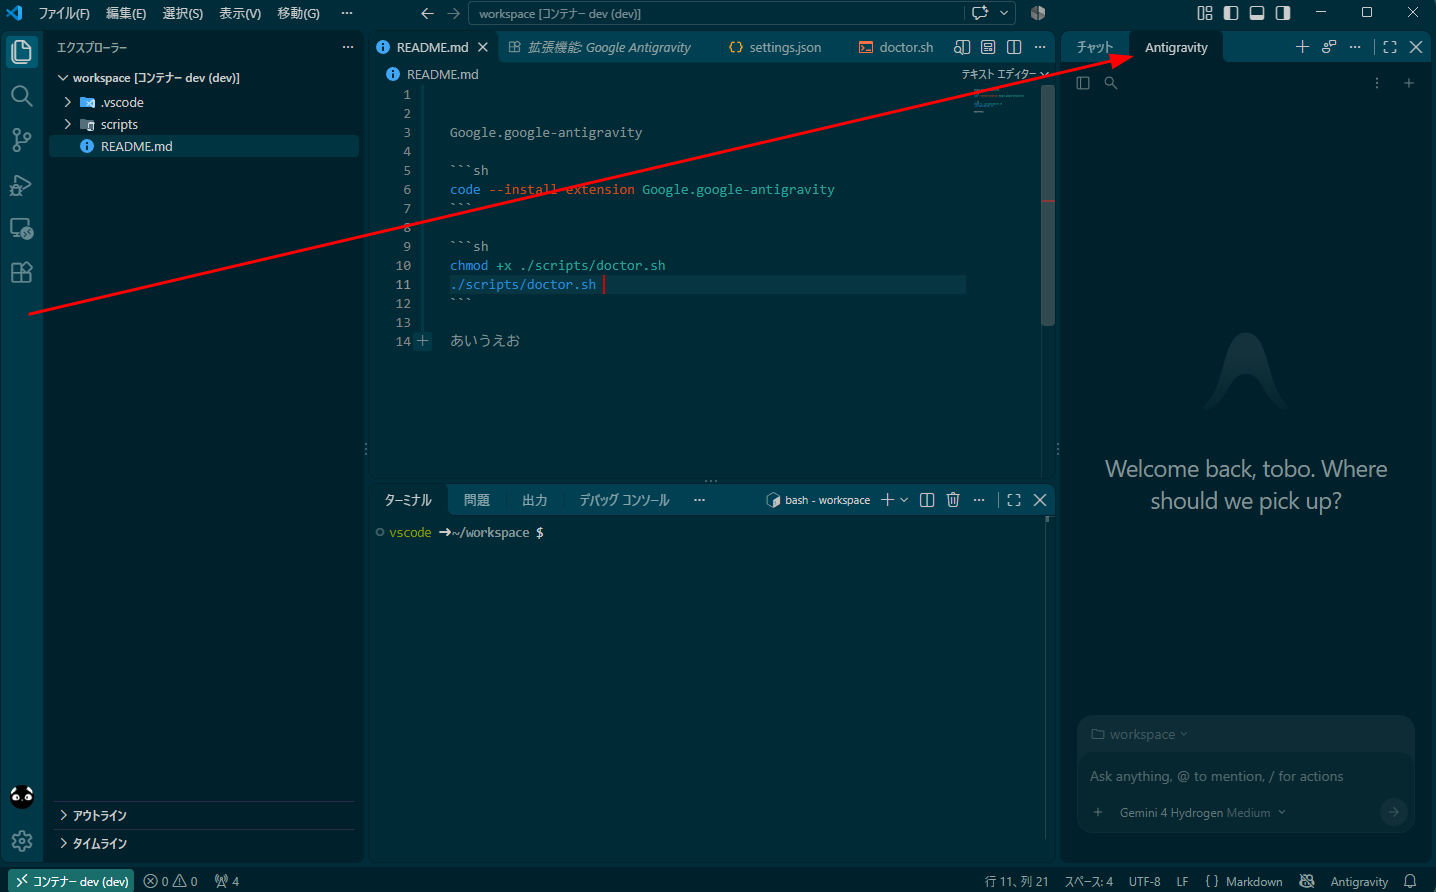 ファイル(F) 編集(E) 選択(S) 表示(V) 移動(G) ··· workspace [コンテナー dev (dev)]
エクスプローラー ···
workspace [コンテナー dev (dev)]
.vscode
scripts
README.md
アウトライン
タイムライン
README.md 拡張機能: Google Antigravity settings.json doctor.sh ···
README.md テキスト エディター
1
2
3 Google.google-antigravity
4
5 ```sh
6 code --install-extension Google.google-antigravity
7 ```
8
9 ```sh
10 chmod +x ./scripts/doctor.sh
11 ./scripts/doctor.sh
12 ```
13
14 あいうえお
ターミナル 問題 出力 デバッグ コンソール ··· bash - workspace ···
vscode ➜ ~/workspace $
チャット Antigravity ···
Welcome back, tobo. Where
should we pick up?
workspace
Ask anything, @ to mention, / for actions
Gemini 4 Hydrogen Medium
コンテナー dev (dev) 0 0 4 行 11、列 21 スペース: 4 UTF-8 LF { } Markdown Antigravity